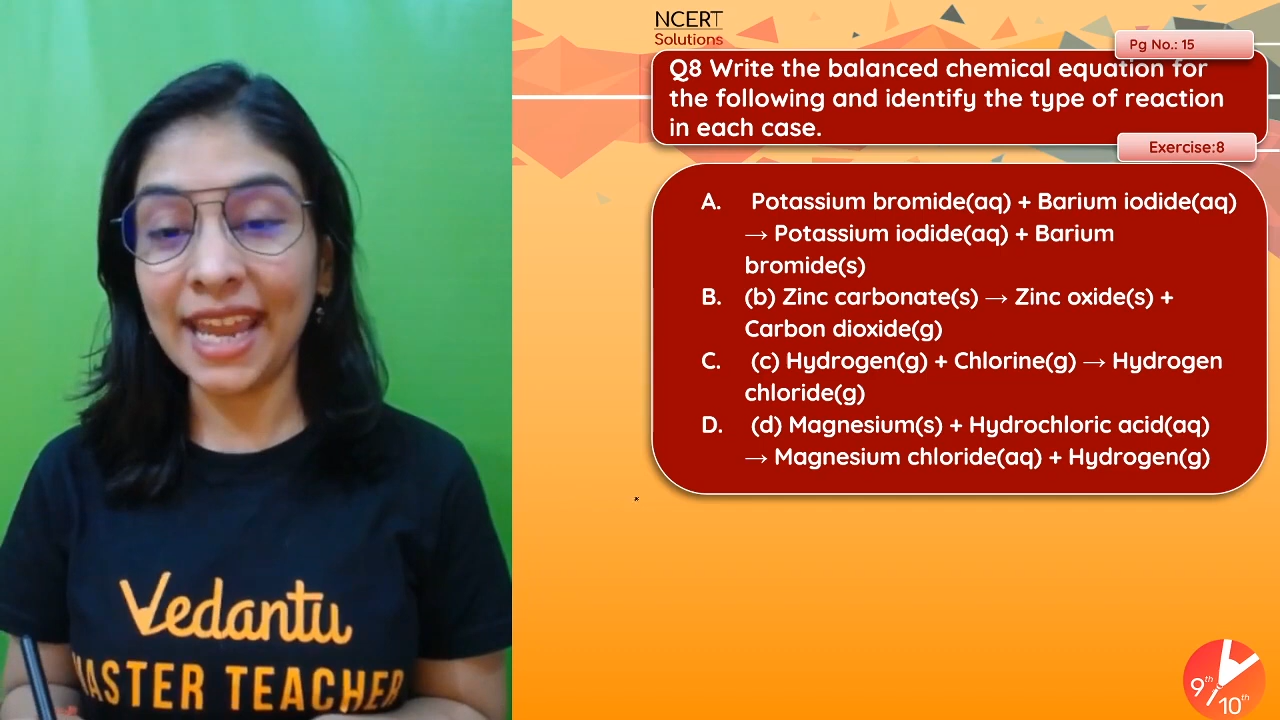 NCERT
Solutions
Pg No.: 15
Q8 Write the balanced chemical equation for
the following and identify the type of reaction
in each case.
Exercise:8
A. Potassium bromide(aq) + Barium iodide(aq)
→ Potassium iodide(aq) + Barium
bromide(s)
B. (b) Zinc carbonate(s) → Zinc oxide(s) +
Carbon dioxide(g)
C. (c) Hydrogen(g) + Chlorine(g) → Hydrogen
chloride(g)
D. (d) Magnesium(s) + Hydrochloric acid(aq)
→ Magnesium chloride(aq) + Hydrogen(g)
Vedantu
MASTER TEACHER
9th
10th